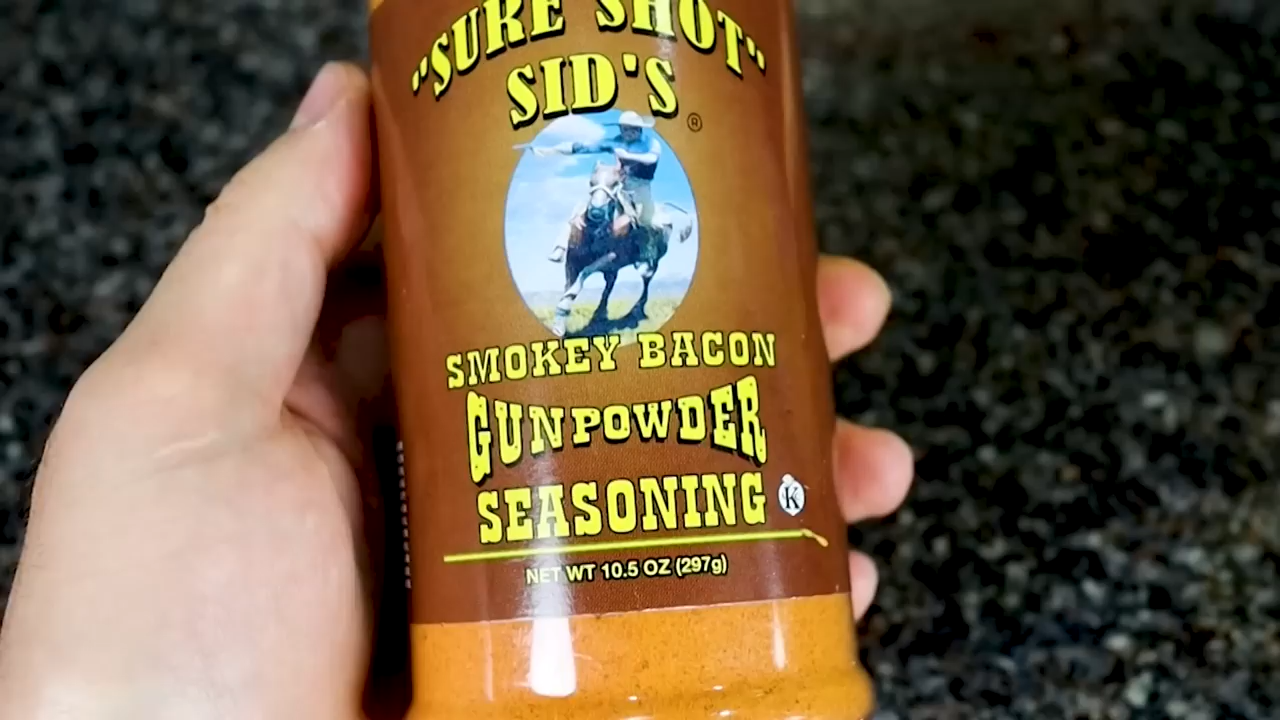 "SURE SHOT"
SID'S
®
SMOKEY BACON
GUNPOWDER
SEASONING
K
NET WT 10.5 OZ (297g)